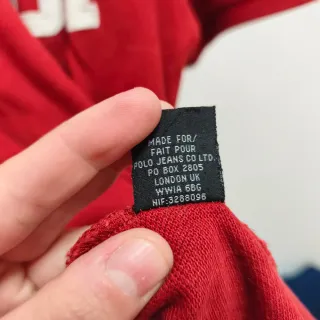 MADE FOR/
FAIT POUR
POLO JEANS CO LTD.
PO BOX 2805
LONDON UK
WWIA 6BG
NIF:3288096